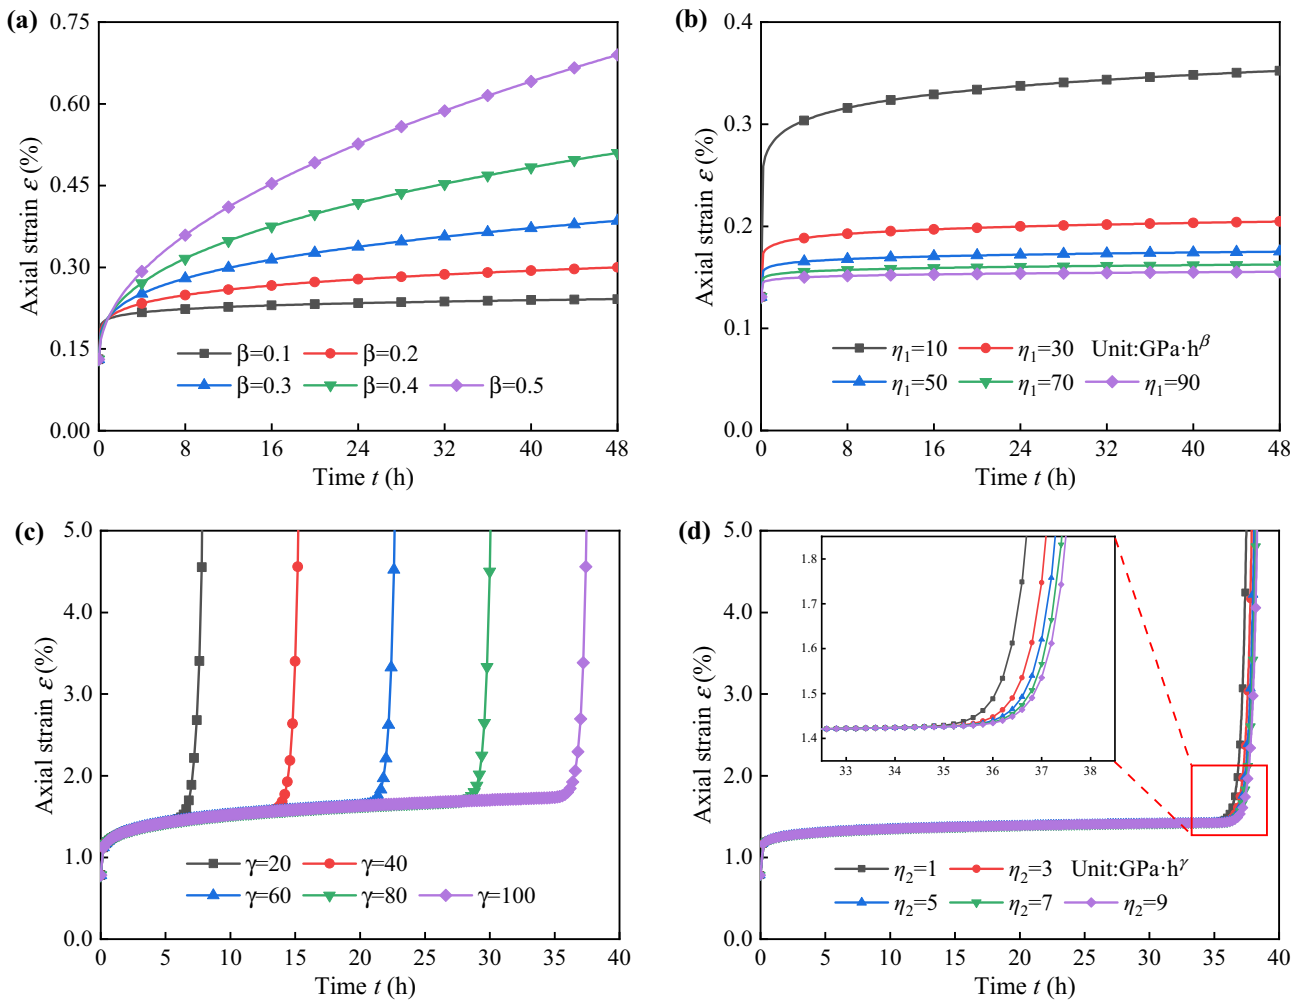 (a)
0.75
0.60
0.45
0.30
0.15
0.00
Axial strain ε (%)
β=0.1 β=0.2
β=0.3 β=0.4 β=0.5
0 8 16 24 32 40 48
Time t (h)
(b)
0.4
0.3
0.2
0.1
0.0
Axial strain ε (%)
η₁=10 η₁=30 Unit:GPa·h^β
η₁=50 η₁=70 η₁=90
0 8 16 24 32 40 48
Time t (h)
(c)
5.0
4.0
3.0
2.0
1.0
0.0
Axial strain ε (%)
γ=20 γ=40
γ=60 γ=80 γ=100
0 5 10 15 20 25 30 35 40
Time t (h)
(d)
5.0
4.0
3.0
2.0
1.0
0.0
Axial strain ε (%)
1.8
1.7
1.6
1.5
1.4
33 34 35 36 37 38
η₂=1 η₂=3 Unit:GPa·h^γ
η₂=5 η₂=7 η₂=9
0 5 10 15 20 25 30 35 40
Time t (h)